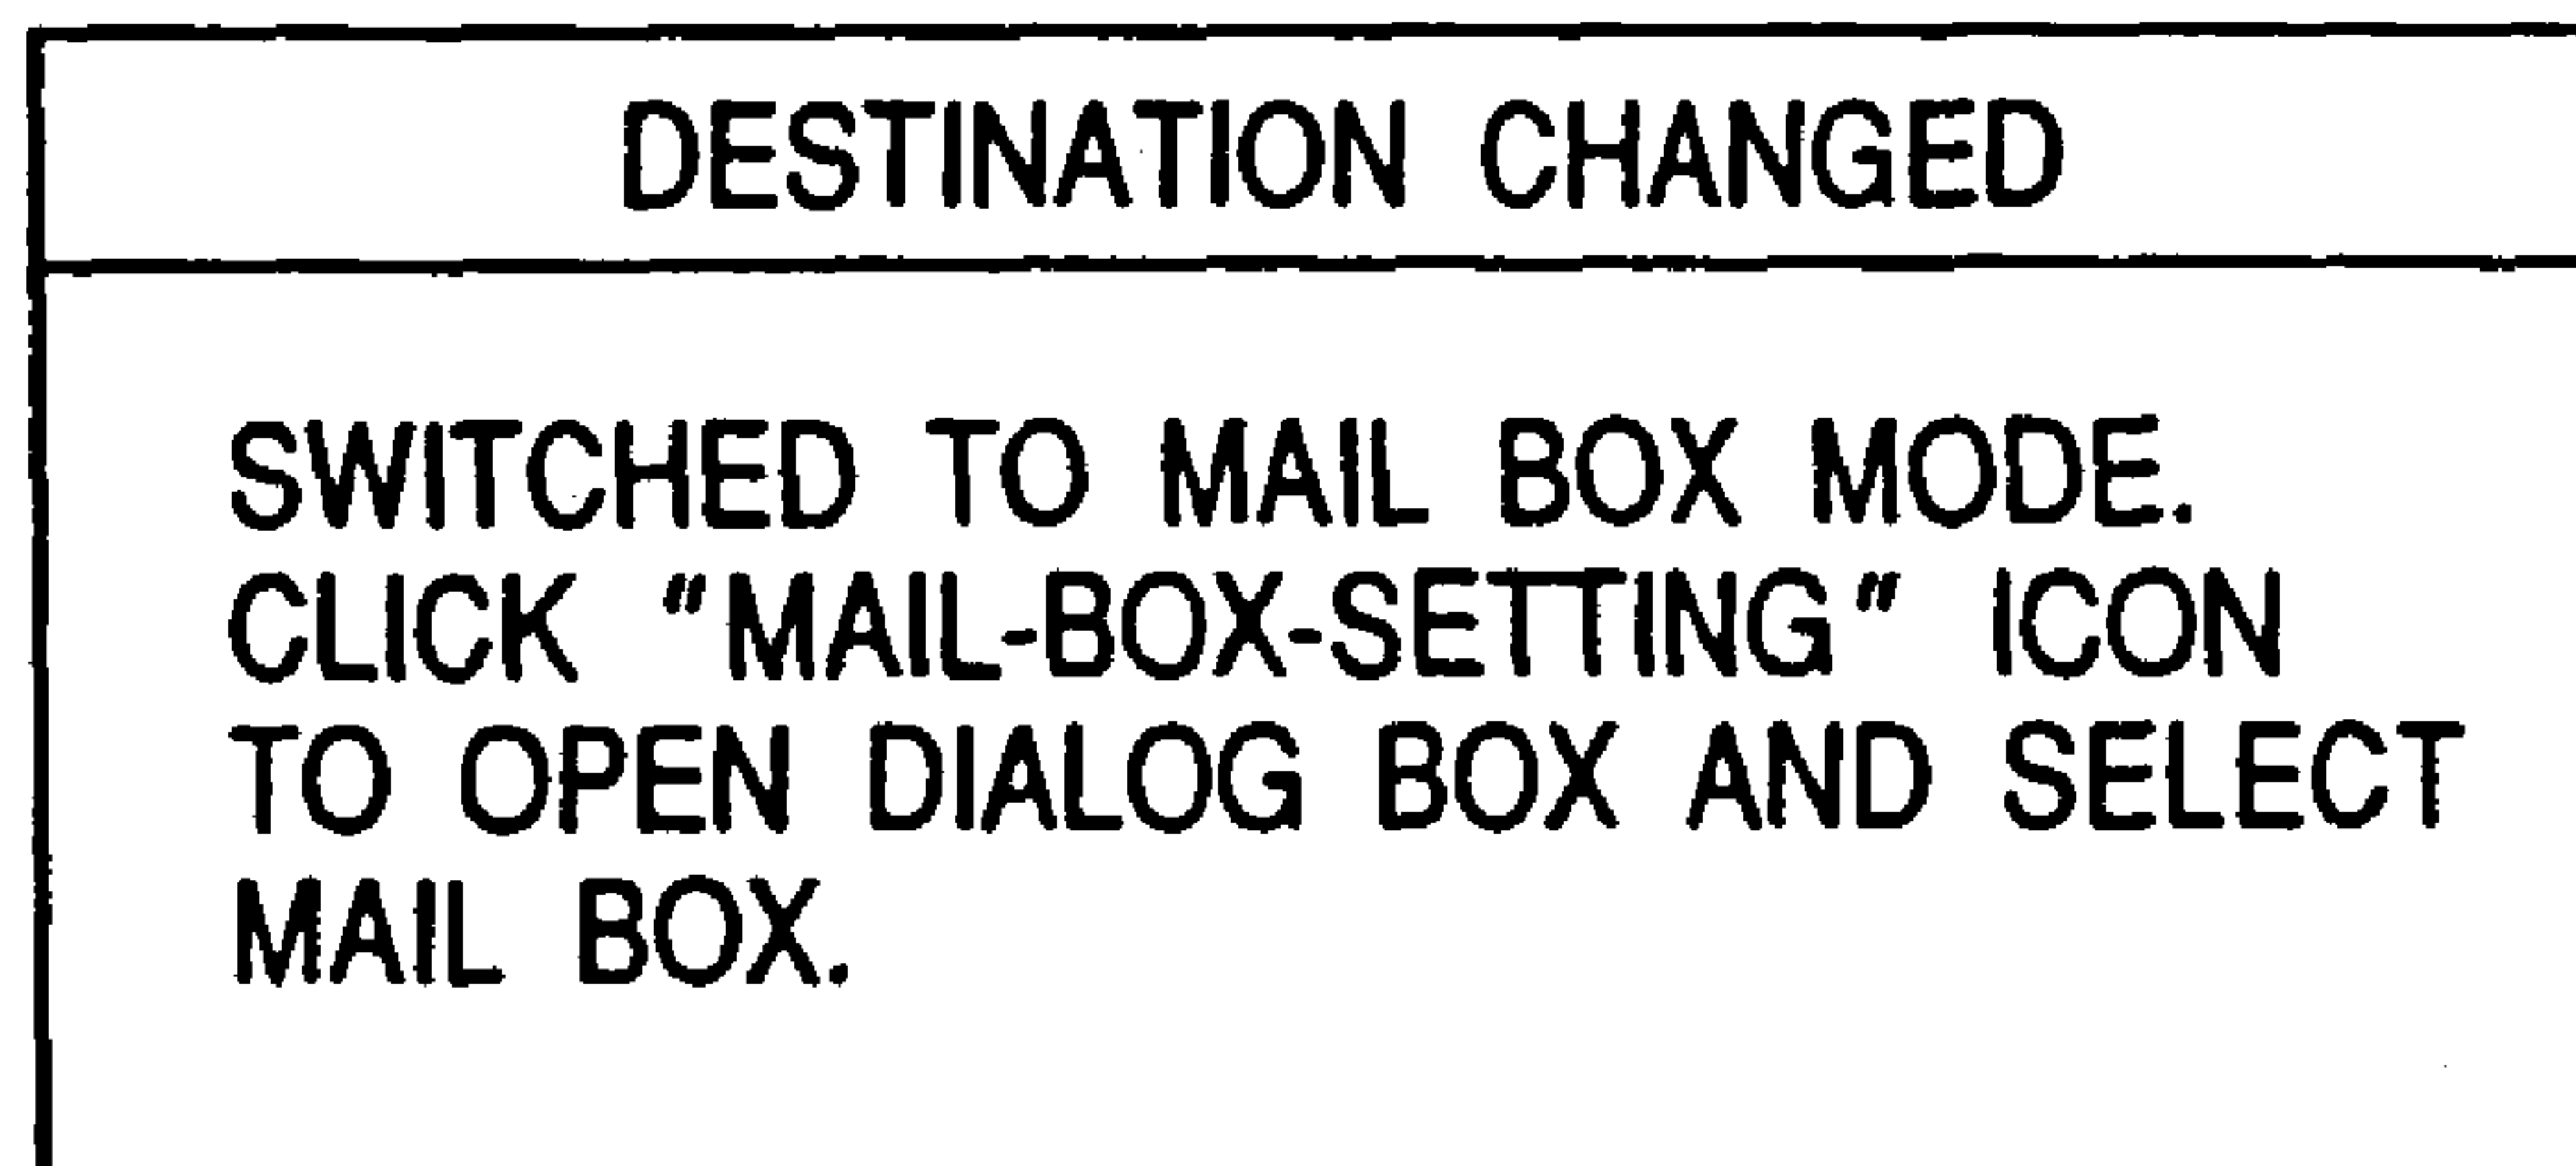 DESTINATION CHANGED
SWITCHED TO MAIL BOX MODE.
CLICK "MAIL-BOX-SETTING" ICON
TO OPEN DIALOG BOX AND SELECT
MAIL BOX.